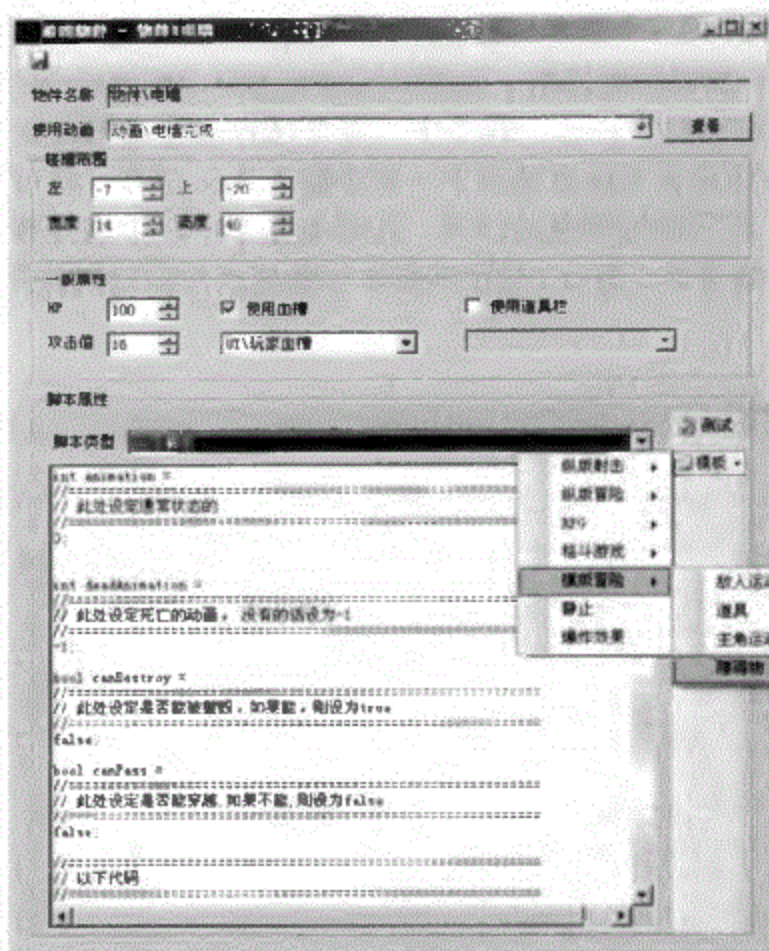 物件名称 物件\电墙
使用动画 动画\电墙完成 查看
碰撞范围
左 -7 上 -20
宽度 14 高度 40
一般属性
HP 100 使用血槽 使用道具栏
攻击值 16 UI\玩家血槽
脚本属性
测试
脚本类型
模板
纵版射击
纵版冒险
RPG
格斗游戏
横版冒险
静止
爆炸效果
敌人运动
道具
主角运动
障碍物
int animation =
//==========
// 此处设定通常状态的
//==========
0;
int deadAnimation =
//==========
// 此处设定死亡的动画, 没有的话设为-1
//==========
-1;
bool canDestroy =
//==========
// 此处设定是否能被摧毁,如果能,则设为true
//==========
false;
bool canPass =
//==========
// 此处设定是否能穿越,如果不能,则设为false
//==========
false;
//==========
// 以下代码
//==========